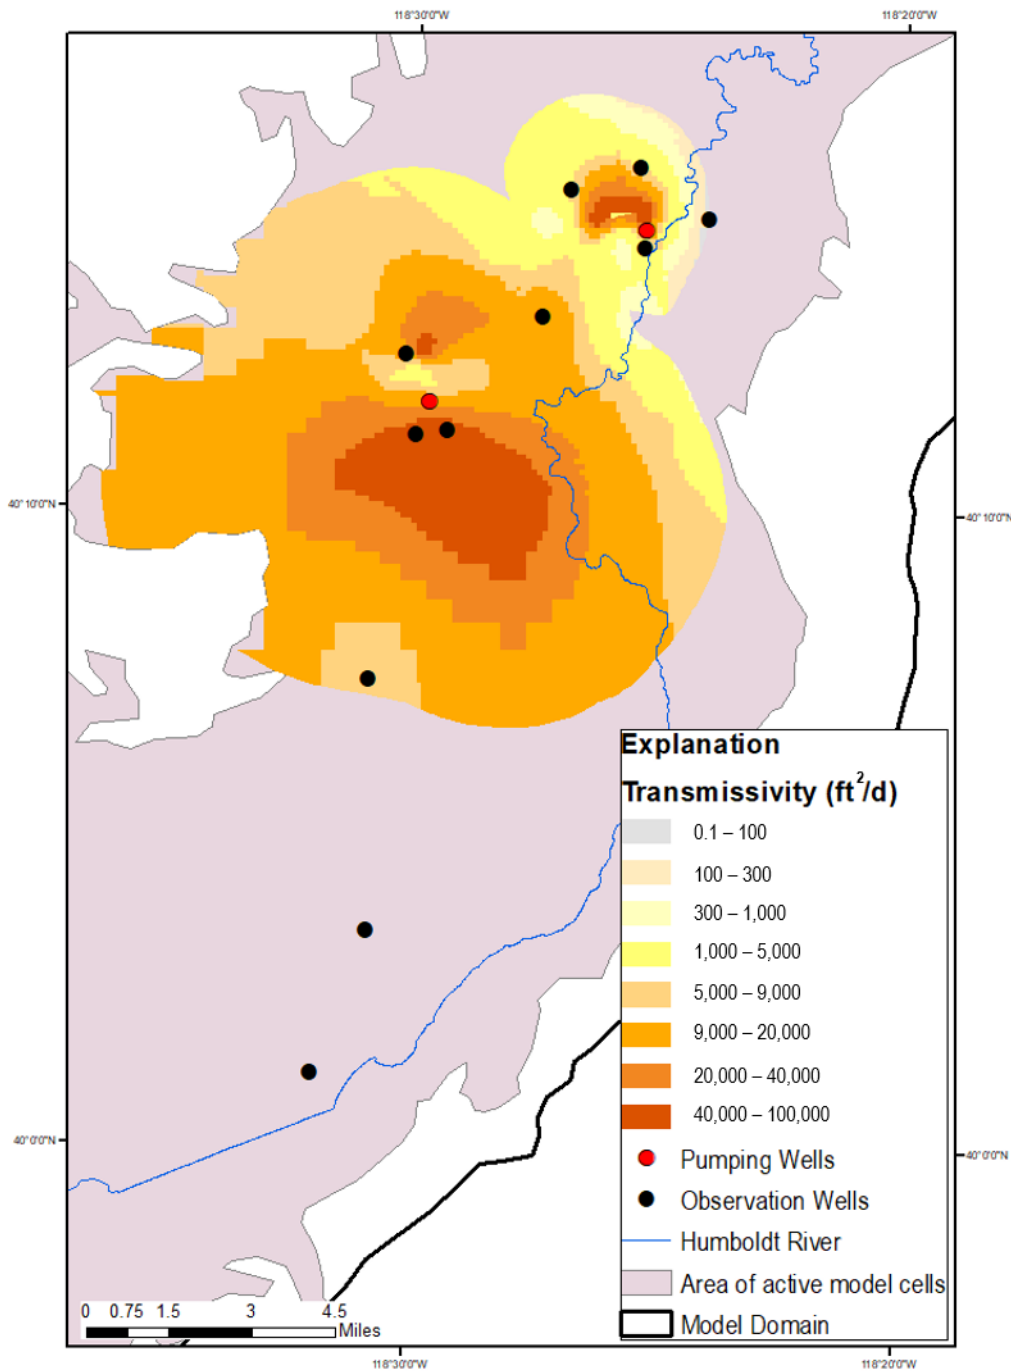 118°30'0"W 118°20'0"W
40°10'0"N 40°10'0"N
Explanation
Transmissivity (ft²/d)
0.1 – 100
100 – 300
300 – 1,000
1,000 – 5,000
5,000 – 9,000
9,000 – 20,000
20,000 – 40,000
40,000 – 100,000
Pumping Wells
Observation Wells
Humboldt River
Area of active model cells
Model Domain
40°0'0"N 40°0'0"N
0 0.75 1.5 3 4.5
Miles
118°30'0"W 118°20'0"W